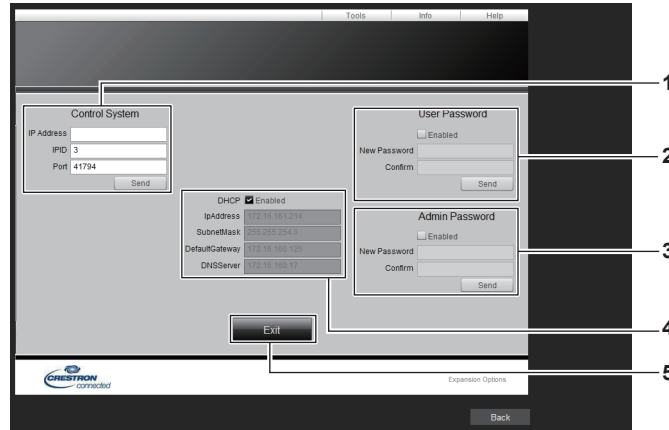 Tools Info Help
1
Control System
IP Address
IPID 3
Port 41794
Send
User Password
Enabled
New Password
Confirm
Send
2
DHCP Enabled
IpAddress 172.16.161.214
SubnetMask 255.255.254.0
DefaultGateway 172.16.160.125
DNSServer 172.16.160.17
Admin Password
Enabled
New Password
Confirm
Send
3
4
Exit
5
CRESTRON
connected
Expansion Options
Back